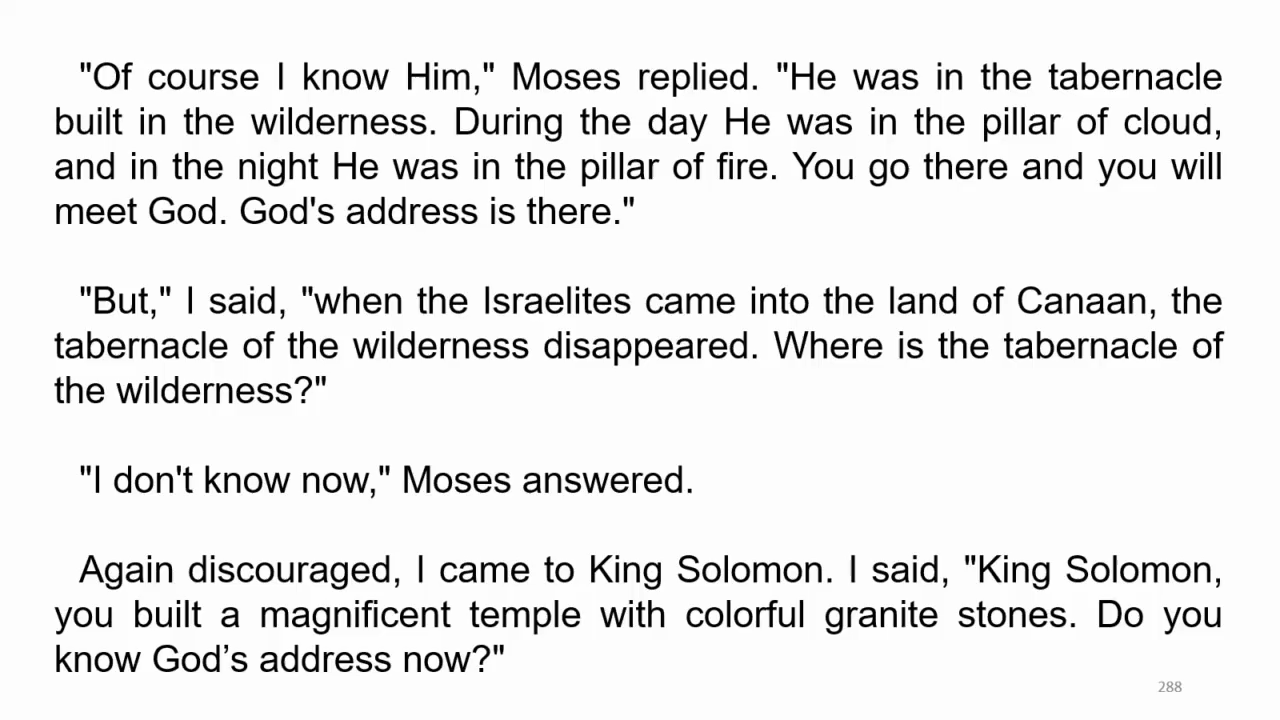 "Of course I know Him," Moses replied. "He was in the tabernacle
built in the wilderness. During the day He was in the pillar of cloud,
and in the night He was in the pillar of fire. You go there and you will
meet God. God's address is there."
"But," I said, "when the Israelites came into the land of Canaan, the
tabernacle of the wilderness disappeared. Where is the tabernacle of
the wilderness?"
"I don't know now," Moses answered.
Again discouraged, I came to King Solomon. I said, "King Solomon,
you built a magnificent temple with colorful granite stones. Do you
know God’s address now?"
288